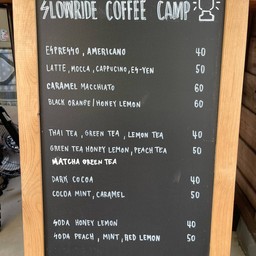 SLOWRIDE COFFEE CAMP
ESPRESSO, AMERICANO 40
LATTE, MOCCA, CAPPUCINO, ES-YEN 50
CARAMEL MACCHIATO 60
BLACK ORANGE/HONEY LEMON 60
THAI TEA, GREEN TEA, LEMON TEA 40
GREEN TEA HONEY LEMON, PEACH TEA 50
MATCHA GREEN TEA
DARK COCOA 40
COCOA MINT, CARAMEL 50
SODA HONEY LEMON 40
SODA PEACH, MINT, RED LEMON 50